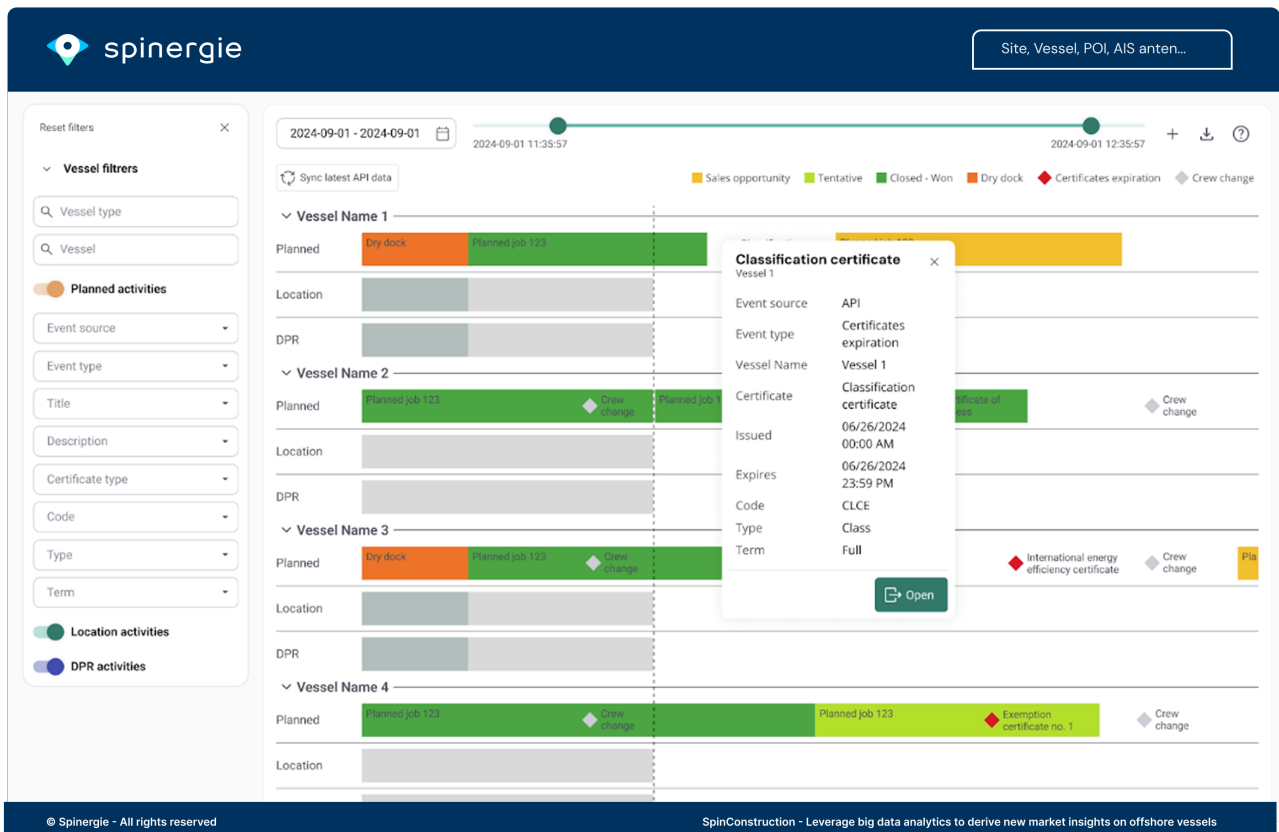 spinergie
Site, Vessel, POI, AIS anten...
Reset filters
Vessel filtrers
Vessel type
Vessel
Planned activities
Event source
Event type
Title
Description
Certificate type
Code
Type
Term
Location activities
DPR activities
2024-09-01 - 2024-09-01
2024-09-01 11:35:57
2024-09-01 12:35:57
Sync latest API data
Sales opportunity
Tentative
Closed - Won
Dry dock
Certificates expiration
Crew change
Vessel Name 1
Planned
Dry dock
Planned job 123
Location
DPR
Vessel Name 2
Planned
Planned job 123
Crew
change
Planned job 1
Crew
change
Location
DPR
Vessel Name 3
Planned
Dry dock
Planned job 123
Crew
change
International energy
efficiency certificate
Crew
change
Pla
Location
DPR
Vessel Name 4
Planned
Planned job 123
Crew
change
Planned job 123
Exemption
certificate no. 1
Crew
change
Location
Classification certificate
Vessel 1
Event source API
Event type Certificates
expiration
Vessel Name Vessel 1
Certificate Classification
certificate
Issued 06/26/2024
00:00 AM
Expires 06/26/2024
23:59 PM
Code CLCE
Type Class
Term Full
Open
© Spinergie - All rights reserved
SpinConstruction - Leverage big data analytics to derive new market insights on offshore vessels